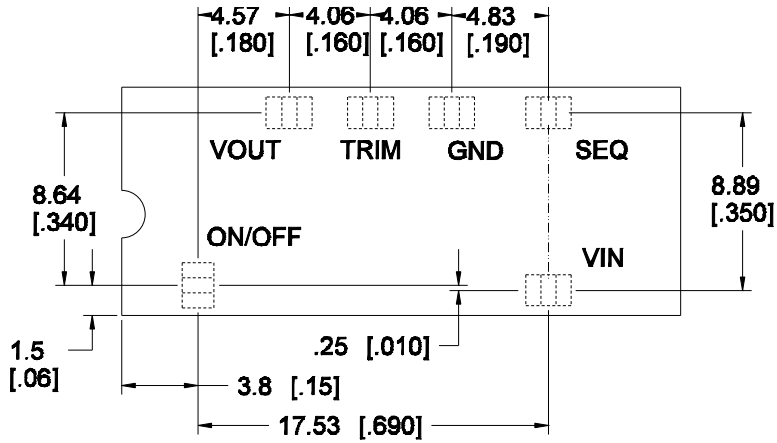 4.57 4.06 4.06 4.83
[.180] [.160] [.160] [.190]
VOUT TRIM GND SEQ
8.64
[.340]
8.89
[.350]
ON/OFF
VIN
.25 [.010]
1.5
[.06]
3.8 [.15]
17.53 [.690]